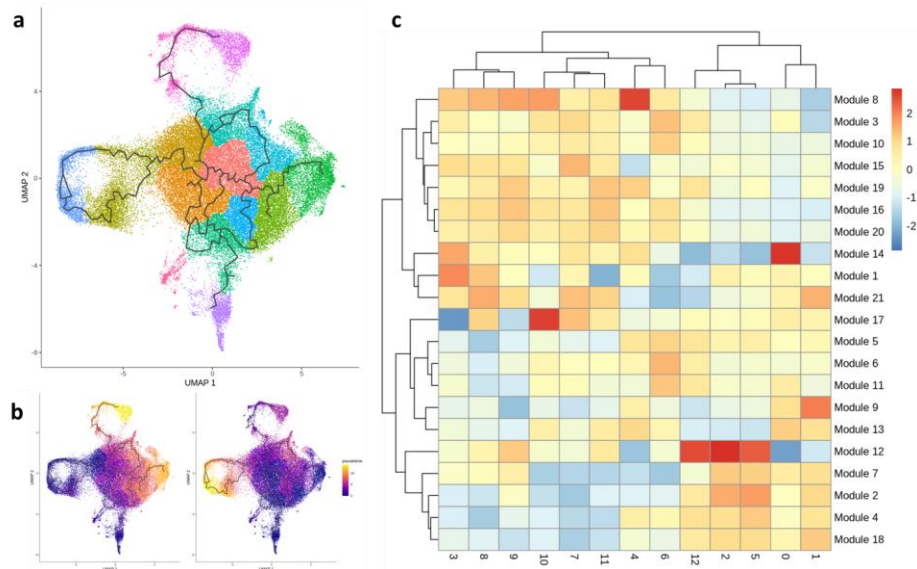 a
4
0
-4
-8
UMAP 2
-5
0
5
UMAP 1
b
pseudotime
c
Module 8
Module 3
Module 10
Module 15
Module 19
Module 16
Module 20
Module 14
Module 1
Module 21
Module 17
Module 5
Module 6
Module 11
Module 9
Module 13
Module 12
Module 7
Module 2
Module 4
Module 18
3 8 9 10 7 11 4 6 12 2 5 0 1
2
1
0
-1
-2